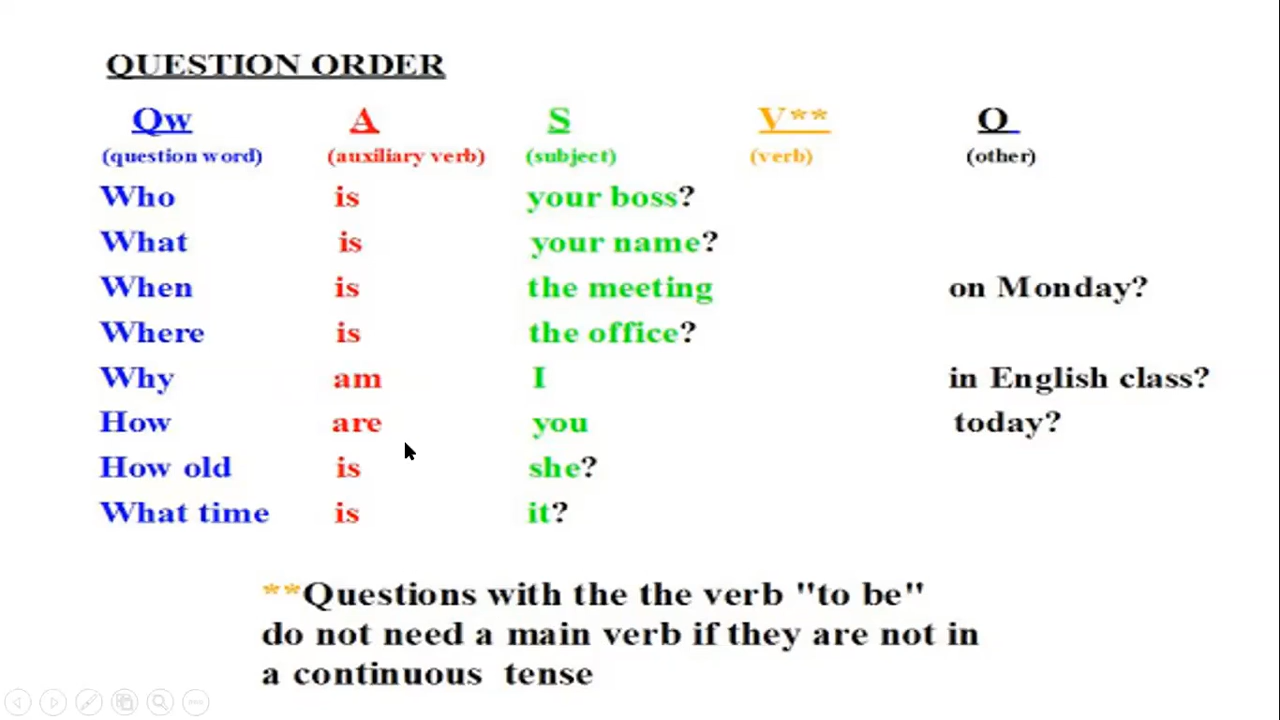 QUESTION ORDER
Qw A S V** O
(question word) (auxiliary verb) (subject) (verb) (other)
Who is your boss?
What is your name?
When is the meeting on Monday?
Where is the office?
Why am I in English class?
How are you today?
How old is she?
What time is it?
**Questions with the the verb "to be"
do not need a main verb if they are not in
a continuous tense